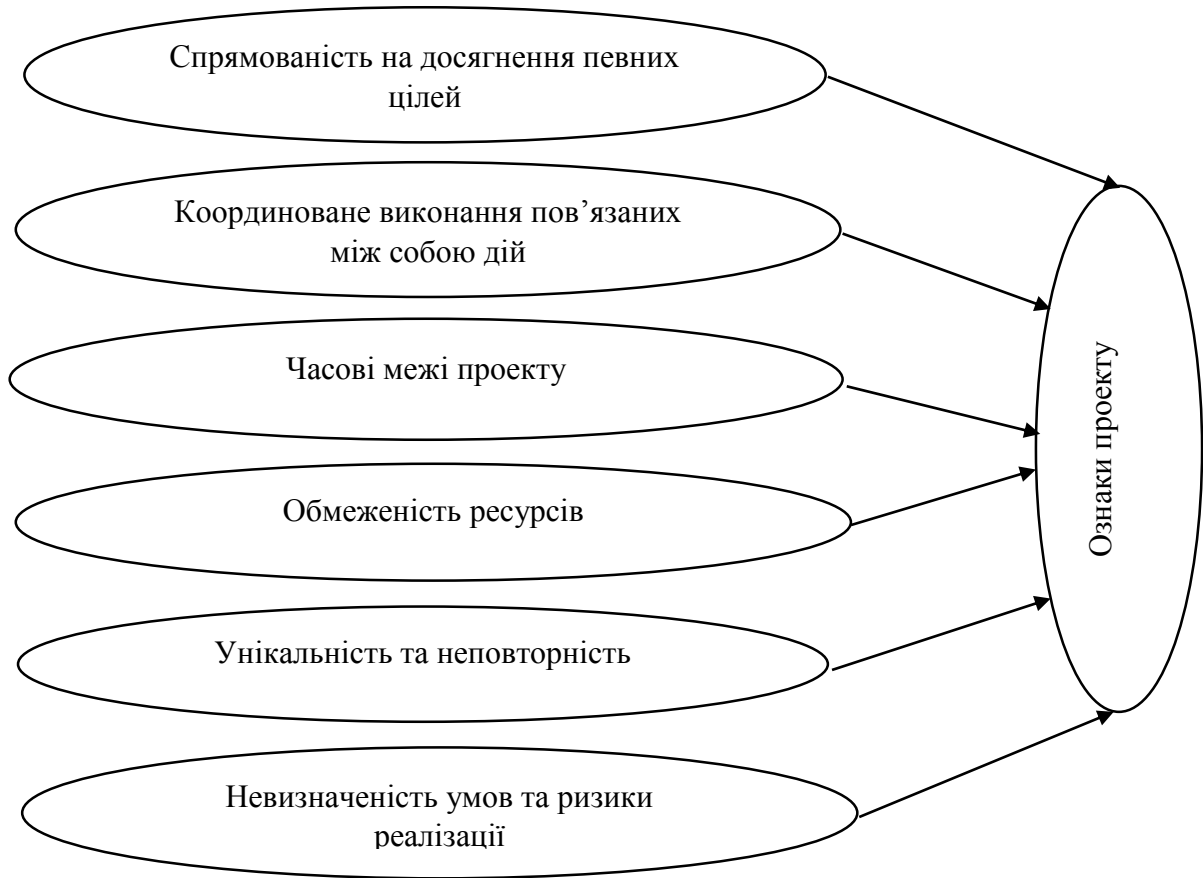 Спрямованість на досягнення певних
цілей
Координоване виконання пов’язаних
між собою дій
Часові межі проекту
Обмеженість ресурсів
Унікальність та неповторність
Невизначеність умов та ризики
реалізації
Ознаки проекту